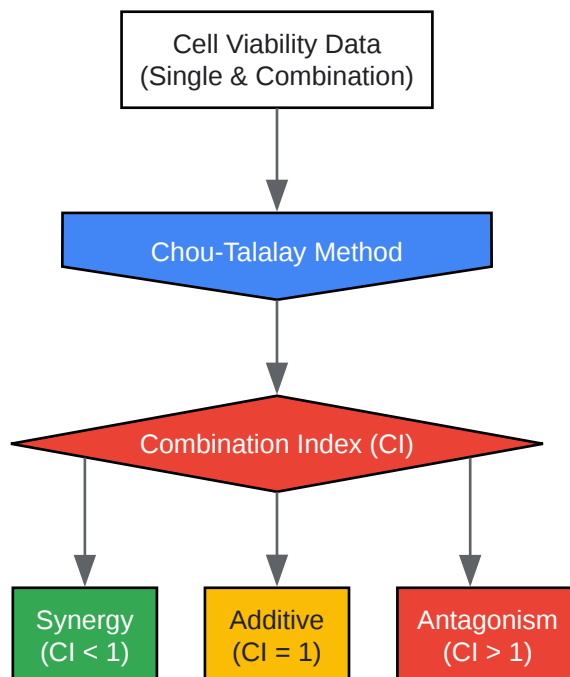 Cell Viability Data
(Single & Combination)
Chou-Talalay Method
Combination Index (CI)
Synergy
(CI < 1)
Additive
(CI = 1)
Antagonism
(CI > 1)